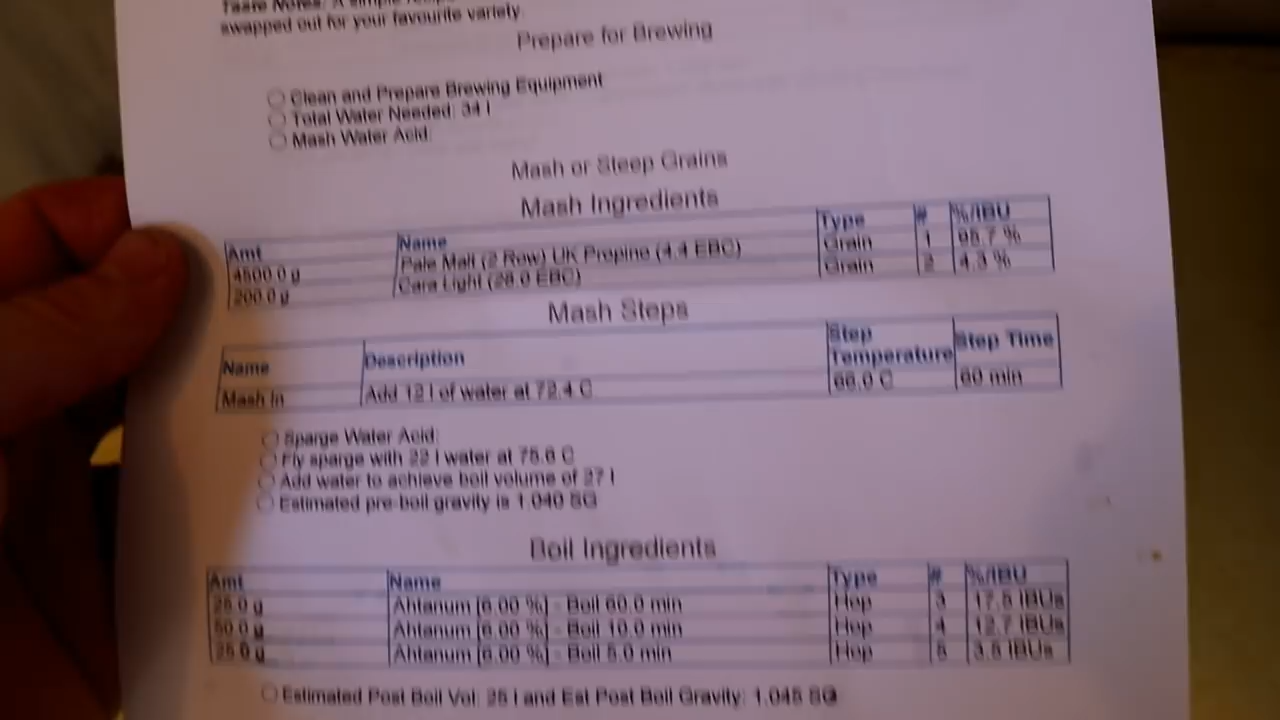 Taste Notes: A simple
swapped out for your favourite variety.
Prepare for Brewing
Clean and Prepare Brewing Equipment
Total Water Needed: 34 l
Mash Water Acid:
Mash or Steep Grains
Mash Ingredients
Amt Name Type # %/IBU
4500.0 g Pale Malt (2 Row) UK Propino (4.4 EBC) Grain 1 95.7 %
200.0 g Cara Light (26.0 EBC) Grain 2 4.3 %
Mash Steps
Name Description Step Temperature Step Time
Mash In Add 12 l of water at 72.4 C 66.0 C 60 min
Sparge Water Acid:
Fly sparge with 22 l water at 75.6 C
Add water to achieve boil volume of 27 l
Estimated pre-boil gravity is 1.040 SG
Boil Ingredients
Amt Name Type # %/IBU
25.0 g Ahtanum [6.00 %] - Boil 60.0 min Hop 3 17.5 IBUs
50.0 g Ahtanum [6.00 %] - Boil 10.0 min Hop 4 12.7 IBUs
25.0 g Ahtanum [6.00 %] - Boil 5.0 min Hop 5 3.5 IBUs
Estimated Post Boil Vol: 25 l and Est Post Boil Gravity: 1.045 SG